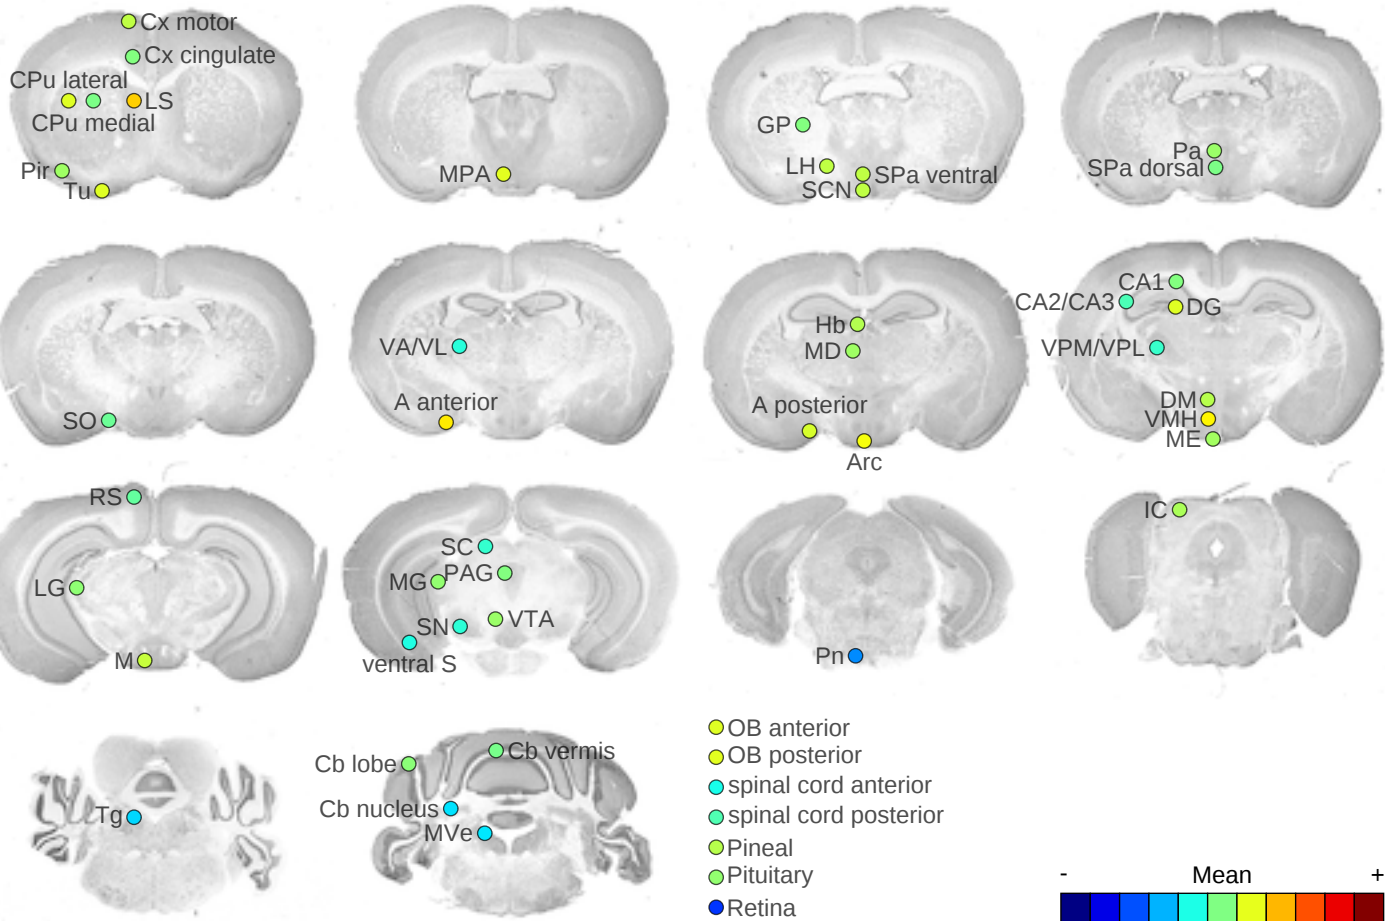 Cx motor
Cx cingulate
CPu lateral
LS
CPu medial
Pir
Tu
MPA
GP
LH
SPa ventral
SCN
Pa
SPa dorsal
SO
VA/VL
A anterior
Hb
MD
A posterior
Arc
CA1
CA2/CA3
DG
VPM/VPL
DM
VMH
ME
RS
LG
M
SC
MG
PAG
SN
VTA
ventral S
Pn
IC
Tg
Cb lobe
Cb vermis
Cb nucleus
MVe
OB anterior
OB posterior
spinal cord anterior
spinal cord posterior
Pineal
Pituitary
Retina
- Mean +